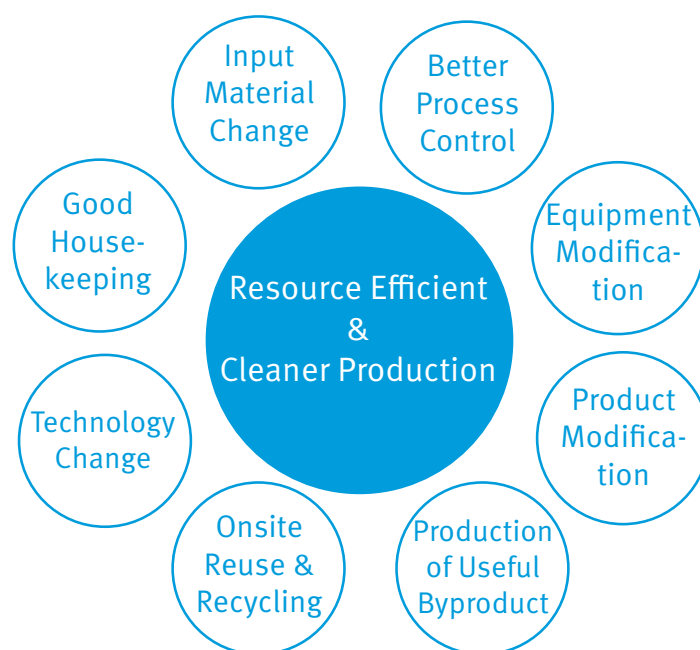 Input
Material
Change
Better
Process
Control
Good
House-
keeping
Equipment
Modifica-
tion
Resource Efficient
&
Cleaner Production
Technology
Change
Product
Modifica-
tion
Onsite
Reuse &
Recycling
Production
of Useful
Byproduct